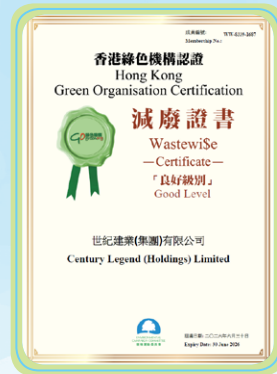 Membership No.:
香港綠色機構認證
Hong Kong
Green Organisation Certification
減廢證書
Wastewi$e
—Certificate—
「良好級別」
Good Level
世紀建業(集團)有限公司
Century Legend (Holdings) Limited
Expiry Date: 30 June